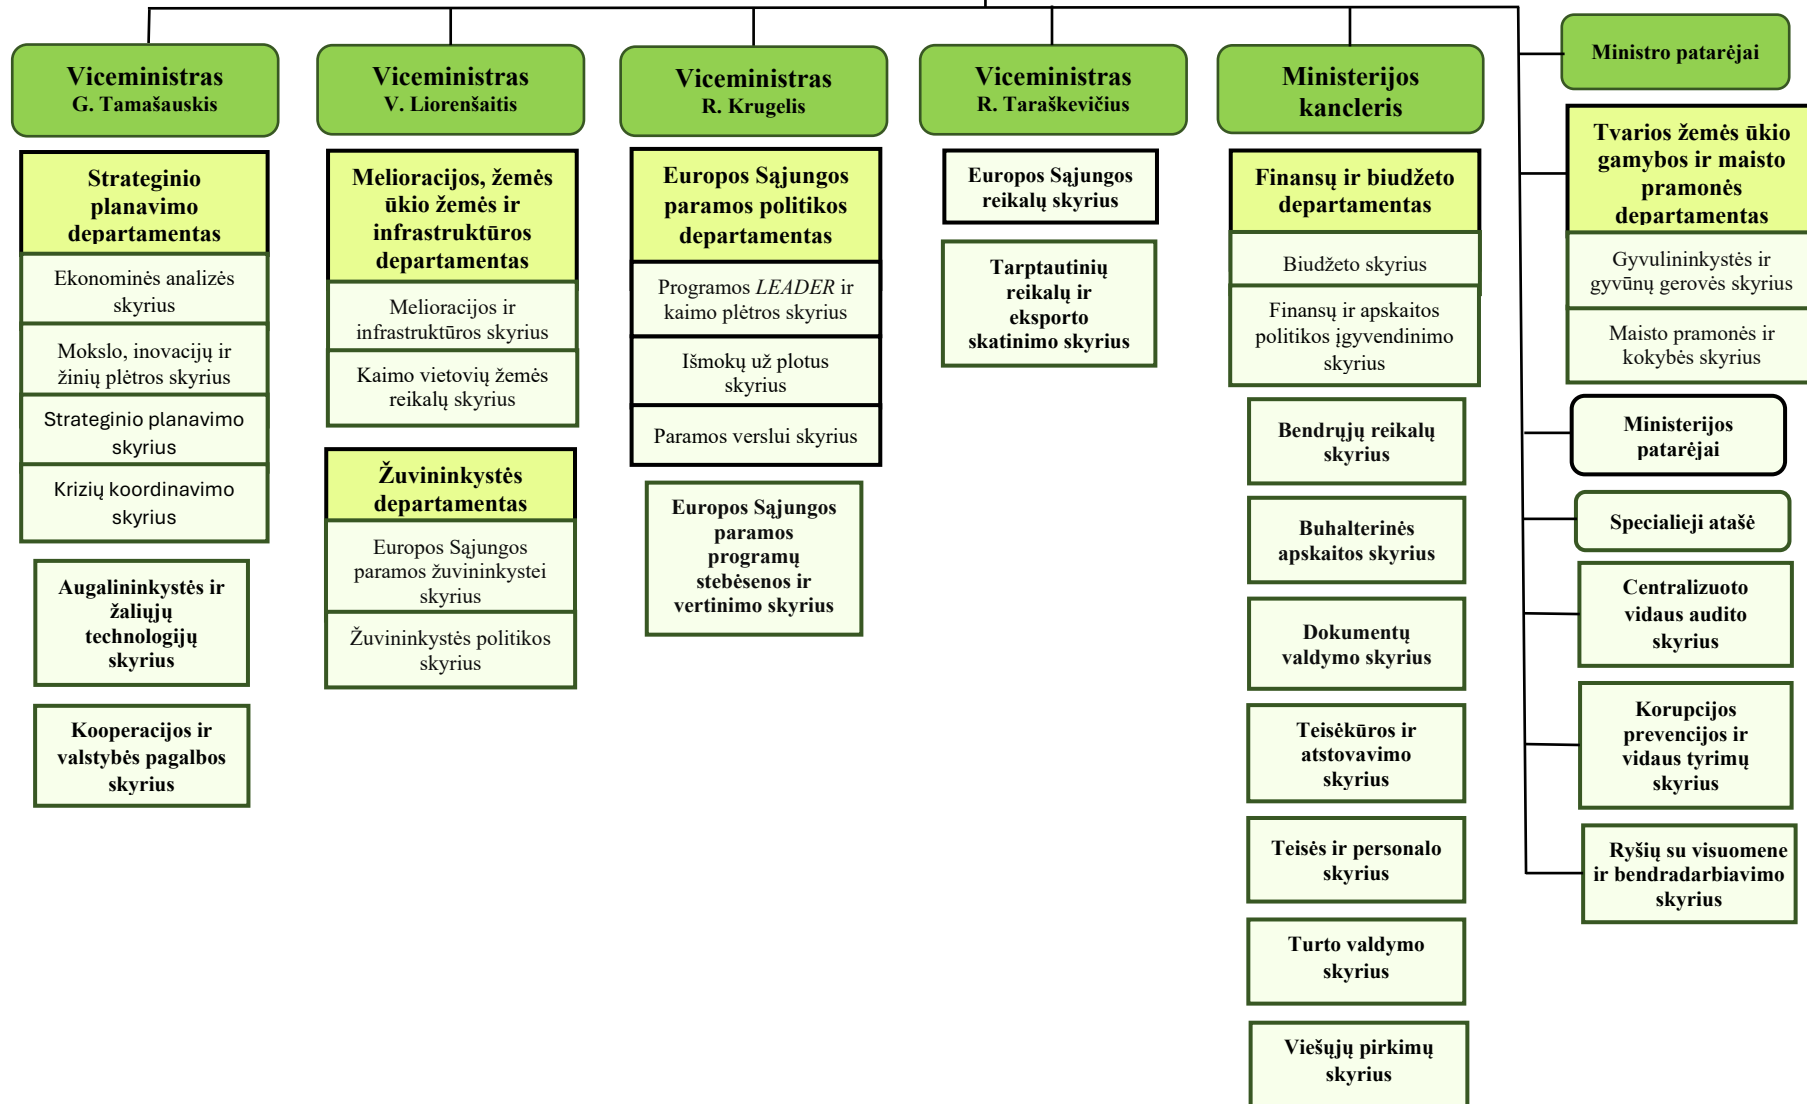 Viceministras
G. Tamašauskis
Strateginio
planavimo
departamentas
Ekonominės analizės
skyrius
Mokslo, inovacijų ir
žinių plėtros skyrius
Strateginio planavimo
skyrius
Krizių koordinavimo
skyrius
Augalininkystės ir
žaliųjų
technologijų
skyrius
Kooperacijos ir
valstybės pagalbos
skyrius
Viceministras
V. Liorenšaitis
Melioracijos, žemės
ūkio žemės ir
infrastruktūros
departamentas
Melioracijos ir
infrastruktūros skyrius
Kaimo vietovių žemės
reikalų skyrius
Žuvininkystės
departamentas
Europos Sąjungos
paramos žuvininkystei
skyrius
Žuvininkystės politikos
skyrius
Viceministras
R. Krugelis
Europos Sąjungos
paramos politikos
departamentas
Programos LEADER ir
kaimo plėtros skyrius
Išmokų už plotus
skyrius
Paramos verslui skyrius
Europos Sąjungos
paramos
programų
stebėsenos ir
vertinimo skyrius
Viceministras
R. Taraškevičius
Europos Sąjungos
reikalų skyrius
Tarptautinių
reikalų ir
eksporto
skatinimo skyrius
Ministerijos
kancleris
Finansų ir biudžeto
departamentas
Biudžeto skyrius
Finansų ir apskaitos
politikos įgyvendinimo
skyrius
Bendrųjų reikalų
skyrius
Buhalterinės
apskaitos skyrius
Dokumentų
valdymo skyrius
Teisėkūros ir
atstovavimo
skyrius
Teisės ir personalo
skyrius
Turto valdymo
skyrius
Viešųjų pirkimų
skyrius
Ministro patarėjai
Tvarios žemės ūkio
gamybos ir maisto
pramonės
departamentas
Gyvulininkystės ir
gyvūnų gerovės skyrius
Maisto pramonės ir
kokybės skyrius
Ministerijos
patarėjai
Specialieji atašė
Centralizuoto
vidaus audito
skyrius
Korupcijos
prevencijos ir
vidaus tyrimų
skyrius
Ryšių su visuomene
ir bendradarbiavimo
skyrius